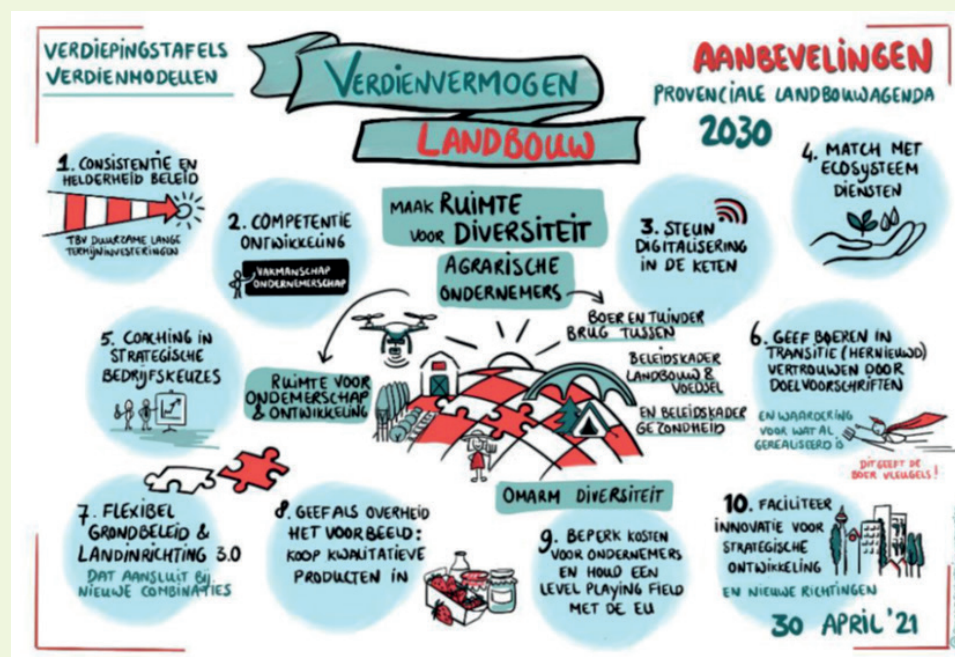 VERDIEPINGSTAFELS
VERDIENMODELLEN
VERDIENVERMOGEN
LANDBOUW
AANBEVELINGEN
PROVINCIALE LANDBOUWAGENDA
2030
1. CONSISTENTIE EN
HELDERHEID BELEID
TBV DUURZAME LANGE
TERMIJNINVESTERINGEN
2. COMPETENTIE
ONTWIKKELING
VAKMANSCHAP
ONDERNEMERSCHAP
MAAK RUIMTE
VOOR DIVERSITEIT
AGRARISCHE
ONDERNEMERS
3. STEUN
DIGITALISERING
IN DE KETEN
4. MATCH MET
ECOSYSTEEM
DIENSTEN
BOER EN TUINDER
BRUG TUSSEN
BELEIDSKADER
LANDBOUW &
VOEDSEL
EN BELEIDSKADER
GEZONDHEID
RUIMTE VOOR
ONDEMERSCHAP
& ONTWIKKELING
5. COACHING IN
STRATEGISCHE
BEDRIJFSKEUZES
6. GEEF BOEREN IN
TRANSITIE (HERNIEUWD)
VERTROUWEN DOOR
DOELVOORSCHRIFTEN
EN WAARDERING
VOOR WAT AL
GEREALISEERD IS
DIT GEEFT DE
BOER VLEUGELS!
OMARM DIVERSITEIT
7. FLEXIBEL
GRONDBELEID &
LANDINRICHTING 3.0
DAT AANSLUIT BIJ
NIEUWE COMBINATIES
8. GEEF ALS OVERHEID
HET VOORBEELD:
KOOP KWALITATIEVE
PRODUCTEN IN
9. BEPERK KOSTEN
VOOR ONDERNEMERS
EN HOUD EEN
LEVEL PLAYING FIELD
MET DE EU
10. FACILITEER
INNOVATIE VOOR
STRATEGISCHE
ONTWIKKELING
EN NIEUWE RICHTINGEN
30 APRIL '21